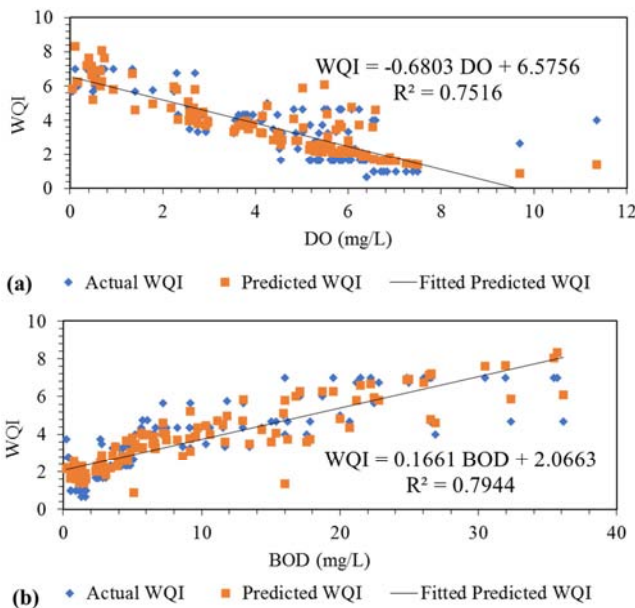 10
8
6
4
2
0
WQI
WQI = -0.6803 DO + 6.5756
R² = 0.7516
0 2 4 6 8 10 12
DO (mg/L)
(a) Actual WQI Predicted WQI Fitted Predicted WQI
10
8
6
4
2
0
WQI
WQI = 0.1661 BOD + 2.0663
R² = 0.7944
0 10 20 30 40
BOD (mg/L)
(b) Actual WQI Predicted WQI Fitted Predicted WQI